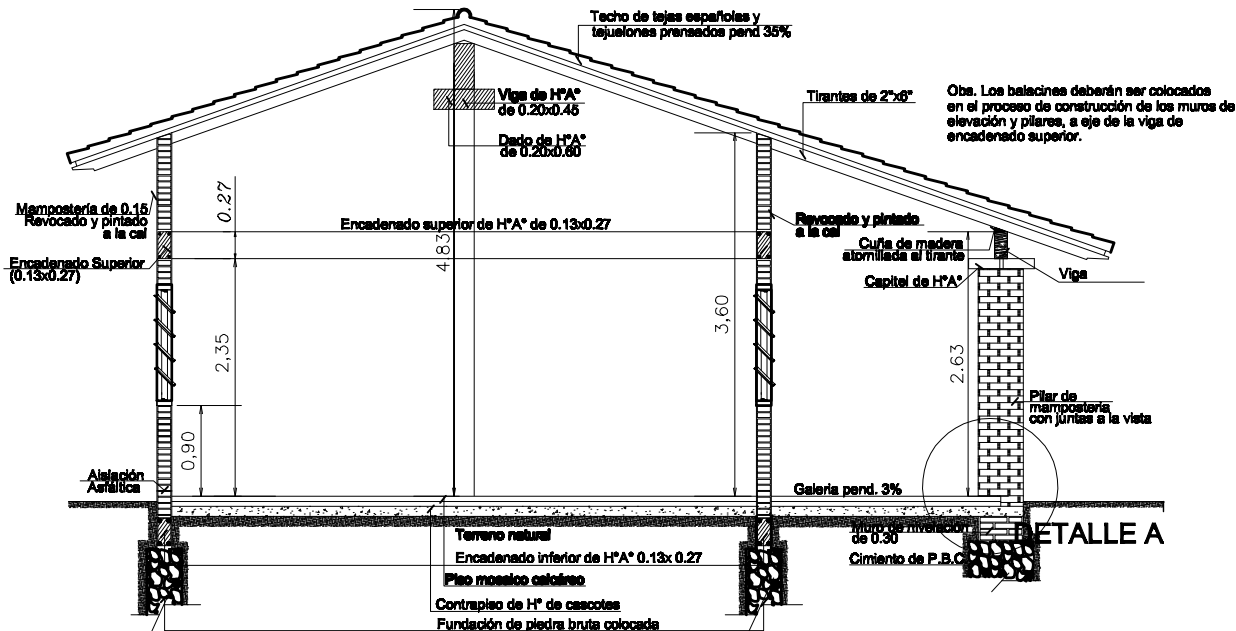 Techo de tejas españolas y
tejuelones prensados pend 35%
Viga de H°A°
de 0.20x0.45
Tirantes de 2"x6"
Obs. Los balacines deberán ser colocados
en el proceso de construcción de los muros de
elevación y pilares, a eje de la viga de
encadenado superior.
Dado de H°A°
de 0.20x0.60
Mampostería de 0.15
Revocado y pintado
a la cal
0.27
Encadenado superior de H°A° de 0.13x0.27
Revocado y pintado
a la cal
Cuña de madera
atornillada al tirante
4.83
Encadenado Superior
(0.13x0.27)
Capitel de H°A°
Viga
2,35
3,60
2.63
Pilar de
mampostería
con juntas a la vista
0,90
Aislación
Asfáltica
Galeria pend. 3%
Terreno natural
Muro de nivelación
de 0.30
DETALLE A
Encadenado inferior de H°A° 0.13x 0.27
Cimiento de P.B.C
Piso mosaico calcáreo
Contrapiso de H° de cascotes
Fundación de piedra bruta colocada